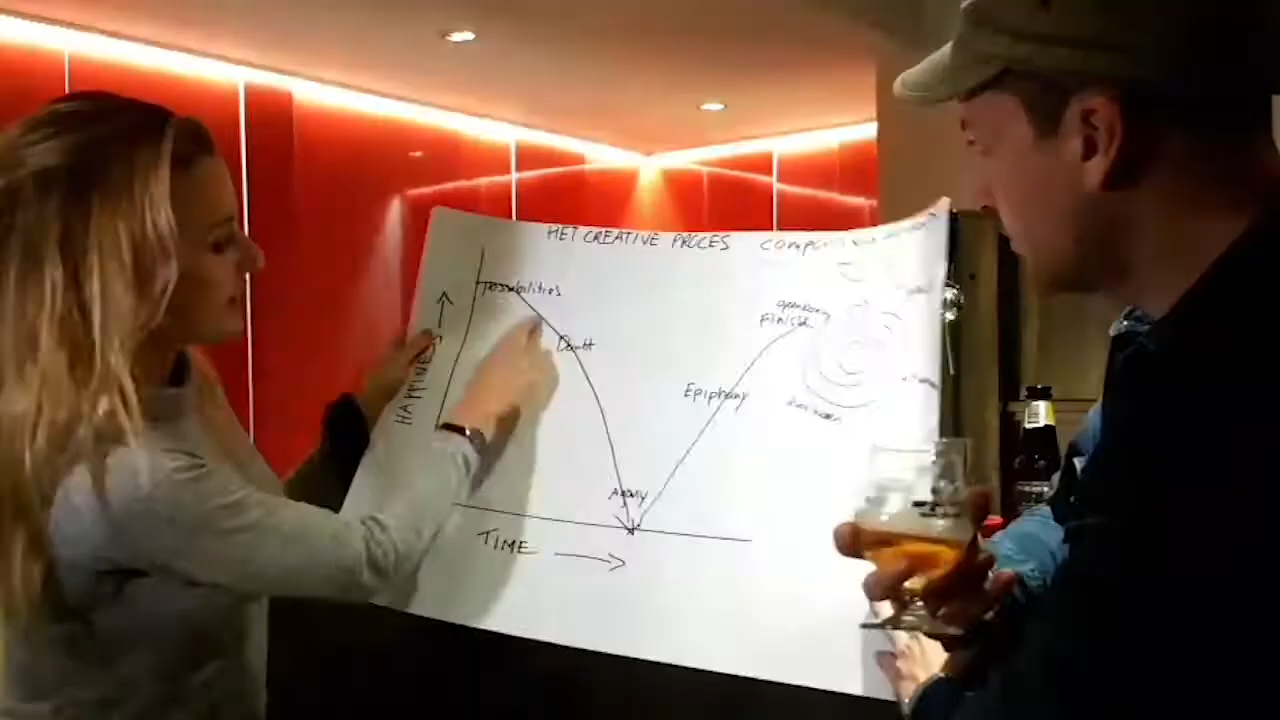 HET CREATIVE PROCES
Possibilities
Doubt
Finish
Epiphany
HAPPINESS
Agony
TIME